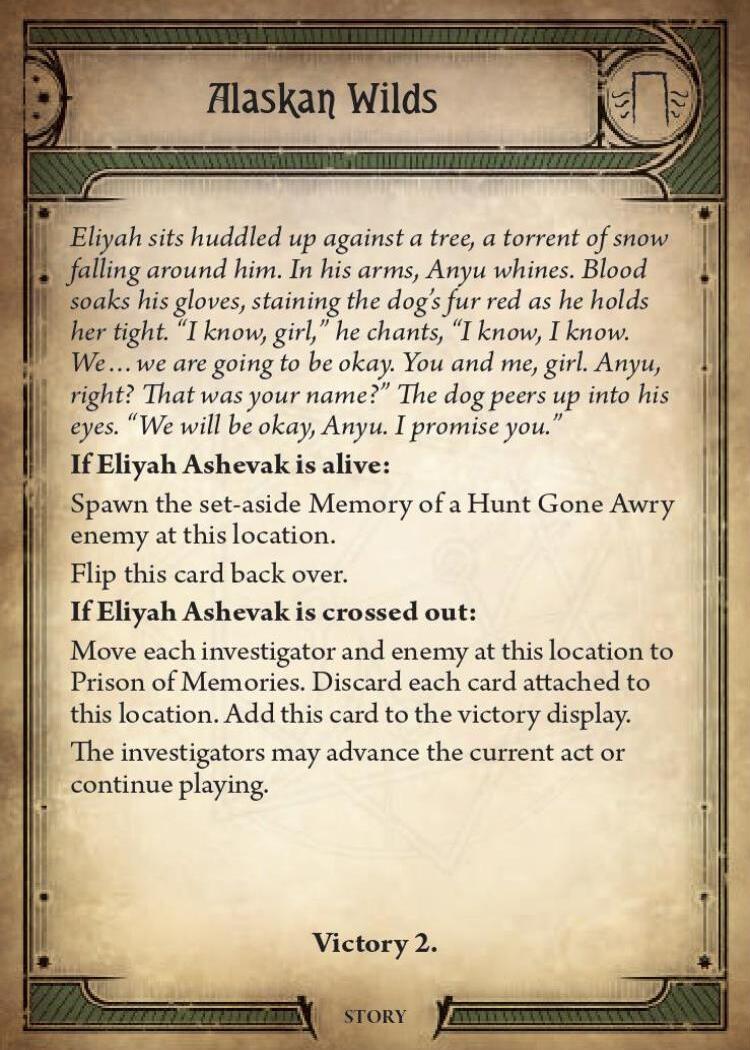 Alaskan Wilds
Eliyah sits huddled up against a tree, a torrent of snow
falling around him. In his arms, Anyu whines. Blood
soaks his gloves, staining the dog’s fur red as he holds
her tight. “I know, girl,” he chants, “I know, I know.
We… we are going to be okay. You and me, girl. Anyu,
right? That was your name?” The dog peers up into his
eyes. “We will be okay, Anyu. I promise you.”
If Eliyah Ashevak is alive:
Spawn the set-aside Memory of a Hunt Gone Awry
enemy at this location.
Flip this card back over.
If Eliyah Ashevak is crossed out:
Move each investigator and enemy at this location to
Prison of Memories. Discard each card attached to
this location. Add this card to the victory display.
The investigators may advance the current act or
continue playing.
Victory 2.
STORY